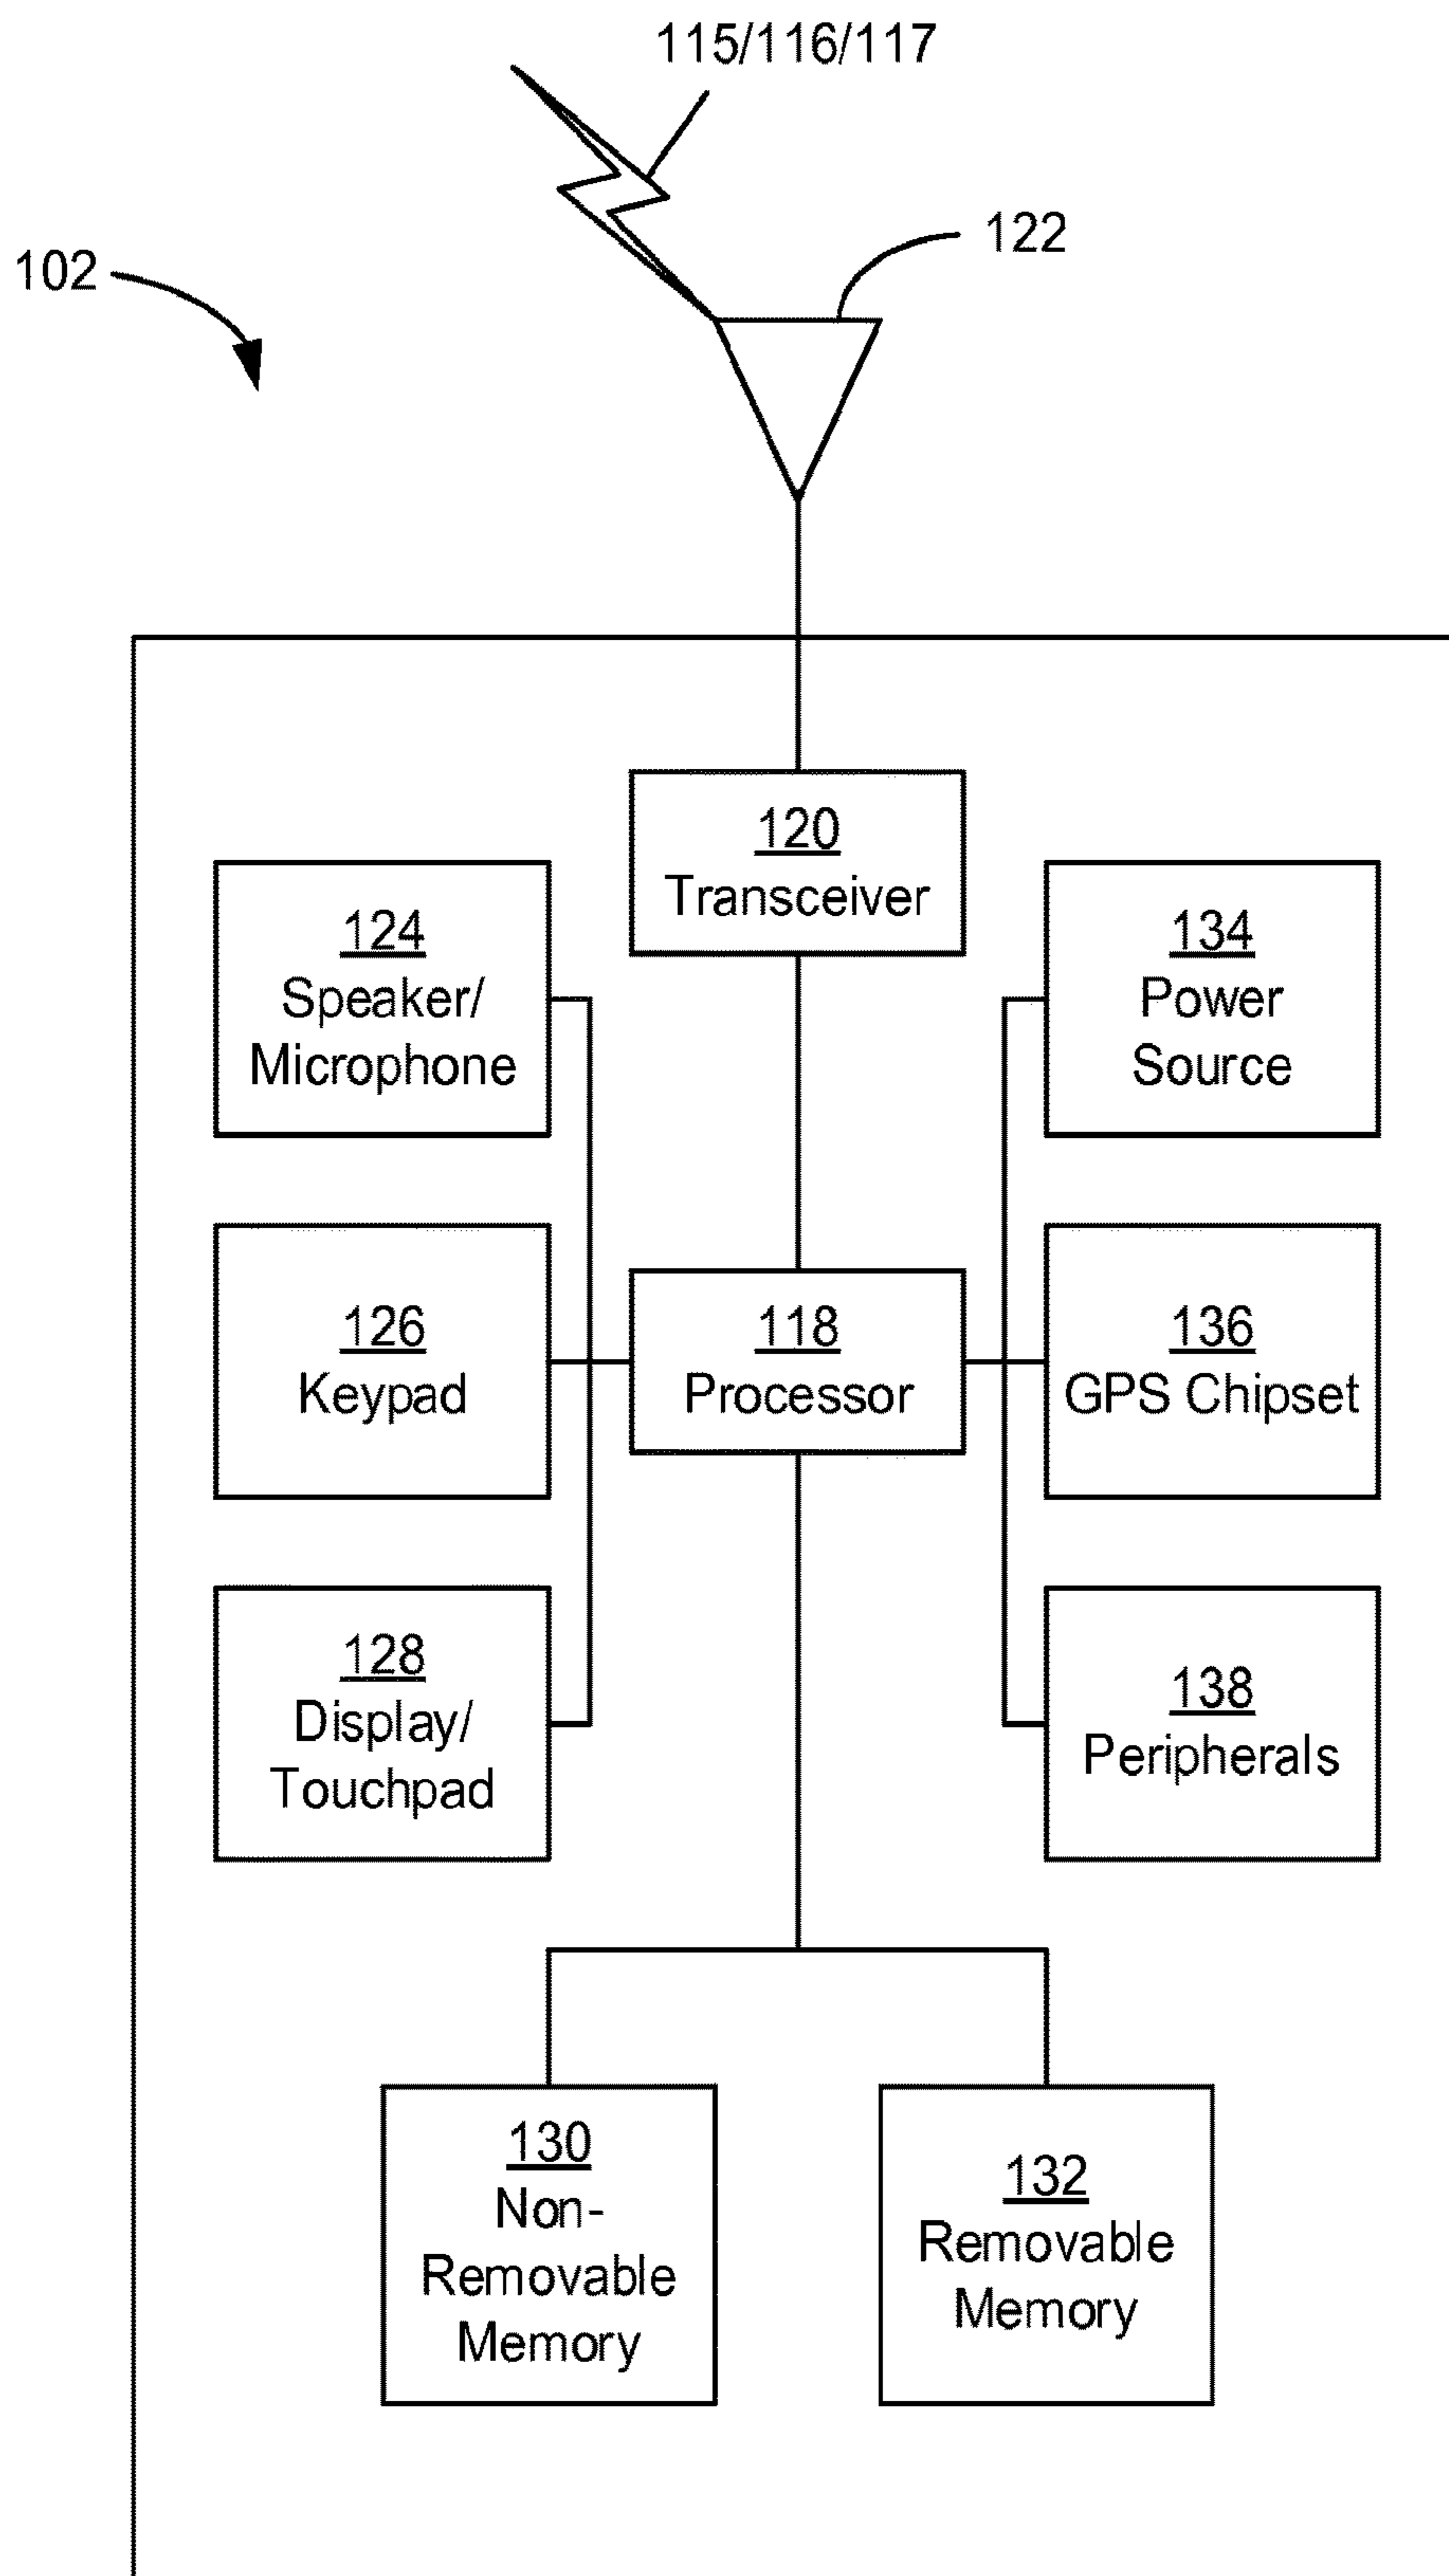 115/116/117
122
102
120
Transceiver
124
Speaker/
Microphone
134
Power
Source
126
Keypad
118
Processor
136
GPS Chipset
128
Display/
Touchpad
138
Peripherals
130
Non-
Removable
Memory
132
Removable
Memory